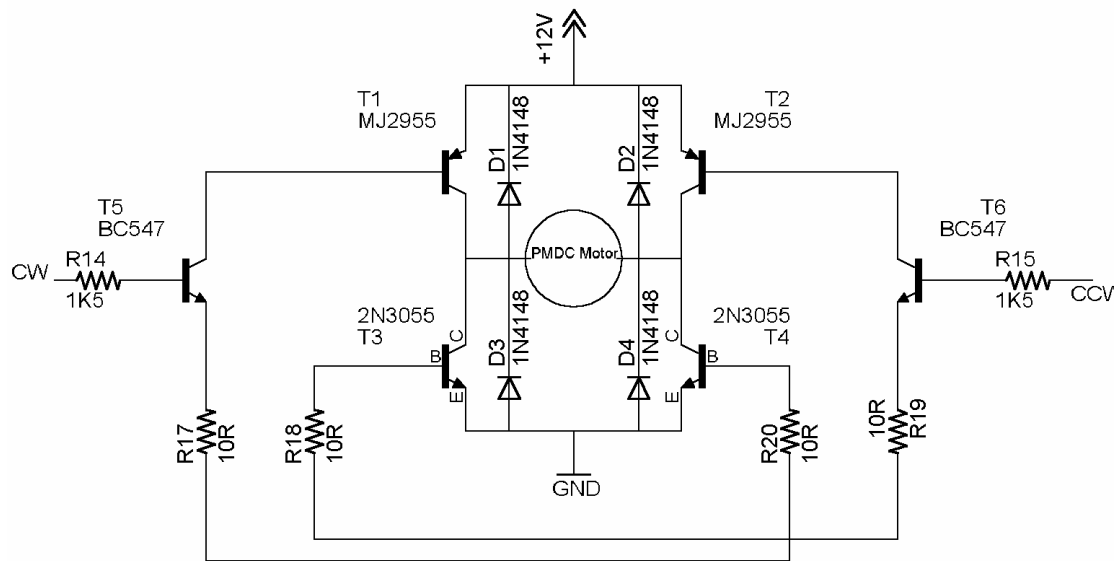 +12V
T1
MJ2955
T2
MJ2955
D1
1N4148
D2
1N4148
T5
BC547
T6
BC547
R14
1K5
CW
R15
1K5
CCW
PMDC Motor
2N3055
T3
C
B
E
2N3055
T4
C
B
E
D3
1N4148
D4
1N4148
R17
10R
R18
10R
R20
10R
10R
R19
GND